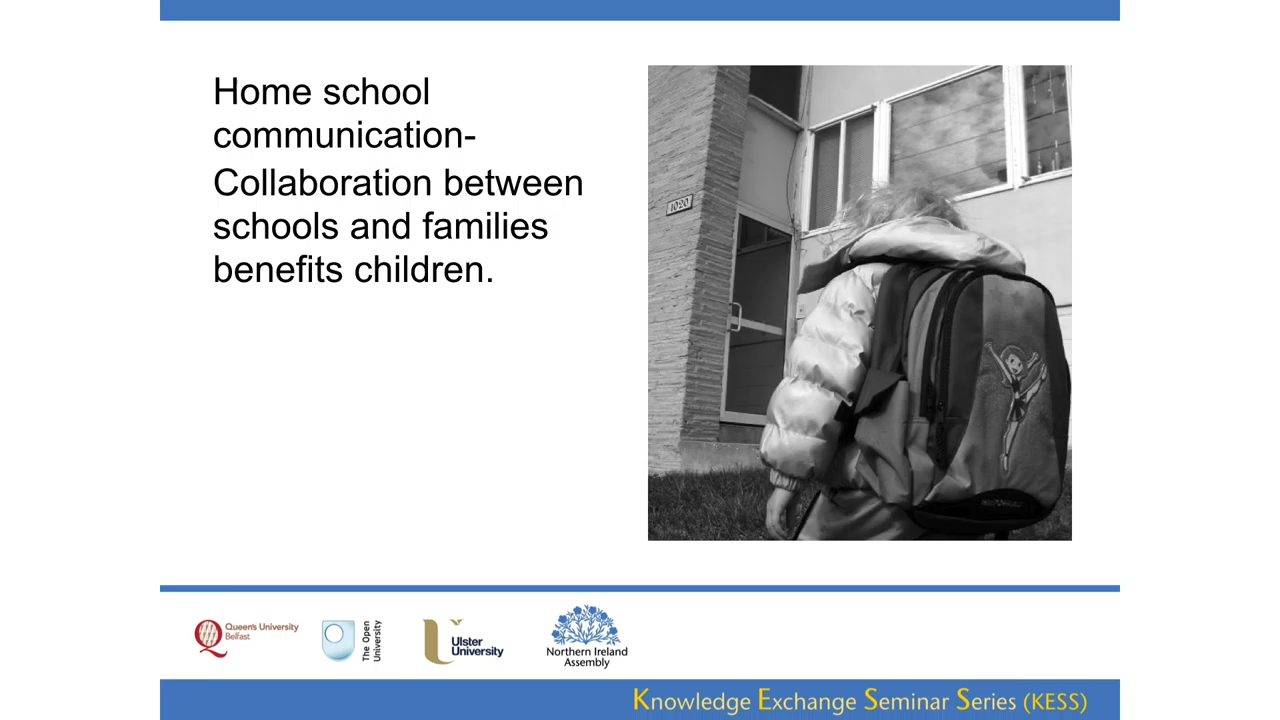 Home school
communication-
Collaboration between
schools and families
benefits children.
1020
Queen's University
Belfast
The Open
University
Ulster
University
Northern Ireland
Assembly
Knowledge Exchange Seminar Series (KESS)